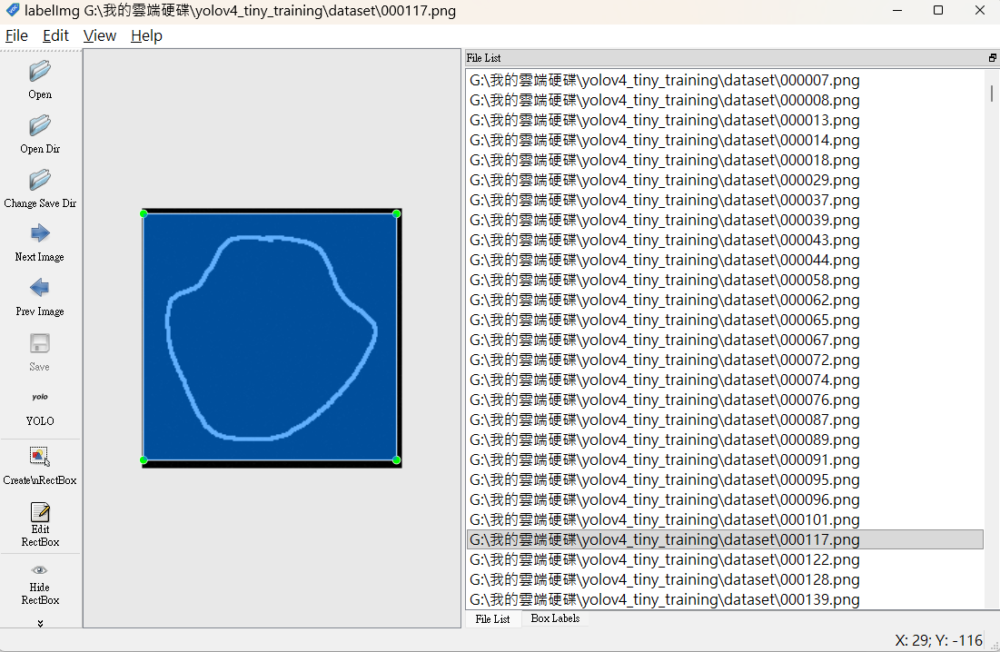 labelImg G:\我的雲端硬碟\yolov4_tiny_training\dataset\000117.png
File Edit View Help
Open
Open Dir
Change Save Dir
Next Image
Prev Image
Save
yolo
YOLO
Create\nRectBox
Edit
RectBox
Hide
RectBox
File List
G:\我的雲端硬碟\yolov4_tiny_training\dataset\000007.png
G:\我的雲端硬碟\yolov4_tiny_training\dataset\000008.png
G:\我的雲端硬碟\yolov4_tiny_training\dataset\000013.png
G:\我的雲端硬碟\yolov4_tiny_training\dataset\000014.png
G:\我的雲端硬碟\yolov4_tiny_training\dataset\000018.png
G:\我的雲端硬碟\yolov4_tiny_training\dataset\000029.png
G:\我的雲端硬碟\yolov4_tiny_training\dataset\000037.png
G:\我的雲端硬碟\yolov4_tiny_training\dataset\000039.png
G:\我的雲端硬碟\yolov4_tiny_training\dataset\000043.png
G:\我的雲端硬碟\yolov4_tiny_training\dataset\000044.png
G:\我的雲端硬碟\yolov4_tiny_training\dataset\000058.png
G:\我的雲端硬碟\yolov4_tiny_training\dataset\000062.png
G:\我的雲端硬碟\yolov4_tiny_training\dataset\000065.png
G:\我的雲端硬碟\yolov4_tiny_training\dataset\000067.png
G:\我的雲端硬碟\yolov4_tiny_training\dataset\000072.png
G:\我的雲端硬碟\yolov4_tiny_training\dataset\000074.png
G:\我的雲端硬碟\yolov4_tiny_training\dataset\000076.png
G:\我的雲端硬碟\yolov4_tiny_training\dataset\000087.png
G:\我的雲端硬碟\yolov4_tiny_training\dataset\000089.png
G:\我的雲端硬碟\yolov4_tiny_training\dataset\000091.png
G:\我的雲端硬碟\yolov4_tiny_training\dataset\000095.png
G:\我的雲端硬碟\yolov4_tiny_training\dataset\000096.png
G:\我的雲端硬碟\yolov4_tiny_training\dataset\000101.png
G:\我的雲端硬碟\yolov4_tiny_training\dataset\000117.png
G:\我的雲端硬碟\yolov4_tiny_training\dataset\000122.png
G:\我的雲端硬碟\yolov4_tiny_training\dataset\000128.png
G:\我的雲端硬碟\yolov4_tiny_training\dataset\000139.png
File List Box Labels
X: 29; Y: -116